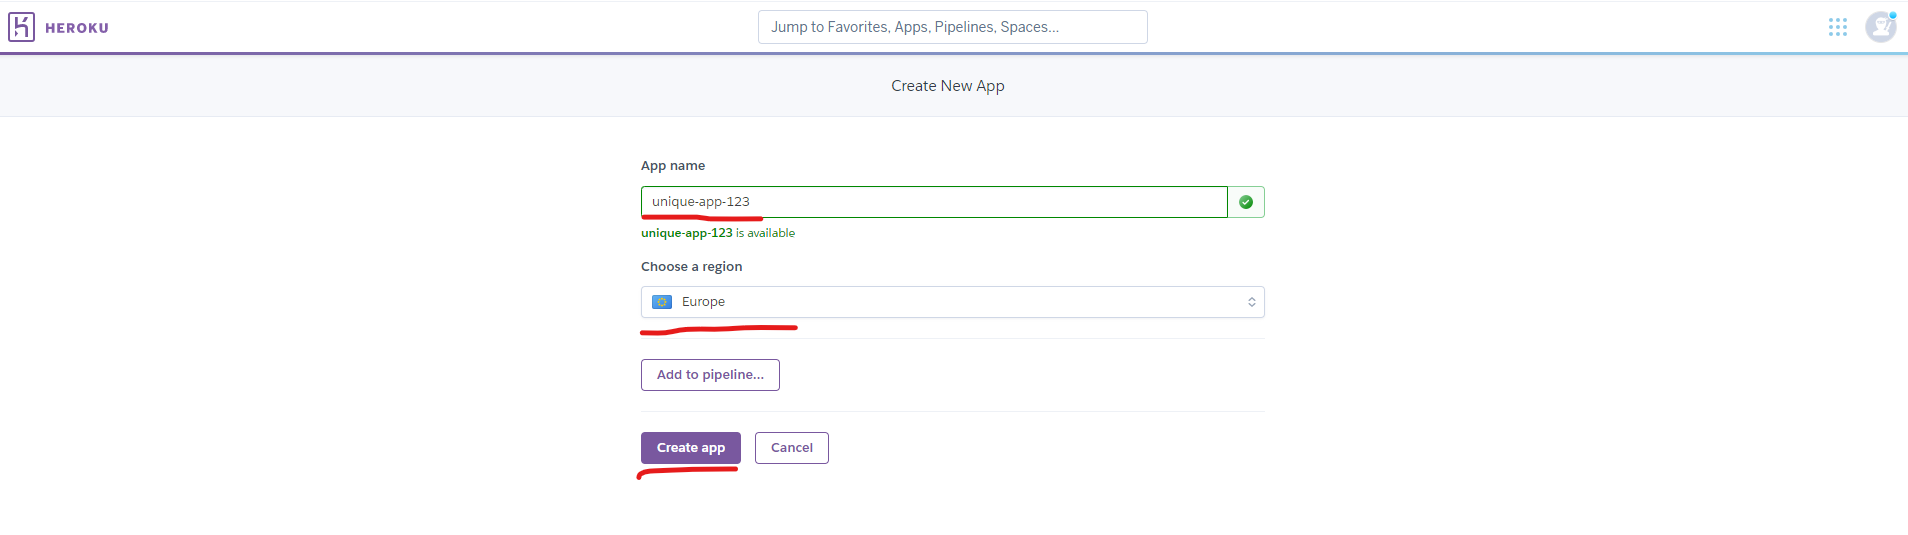 HEROKU
Jump to Favorites, Apps, Pipelines, Spaces...
Create New App
App name
unique-app-123
unique-app-123 is available
Choose a region
Europe
Add to pipeline...
Create app
Cancel